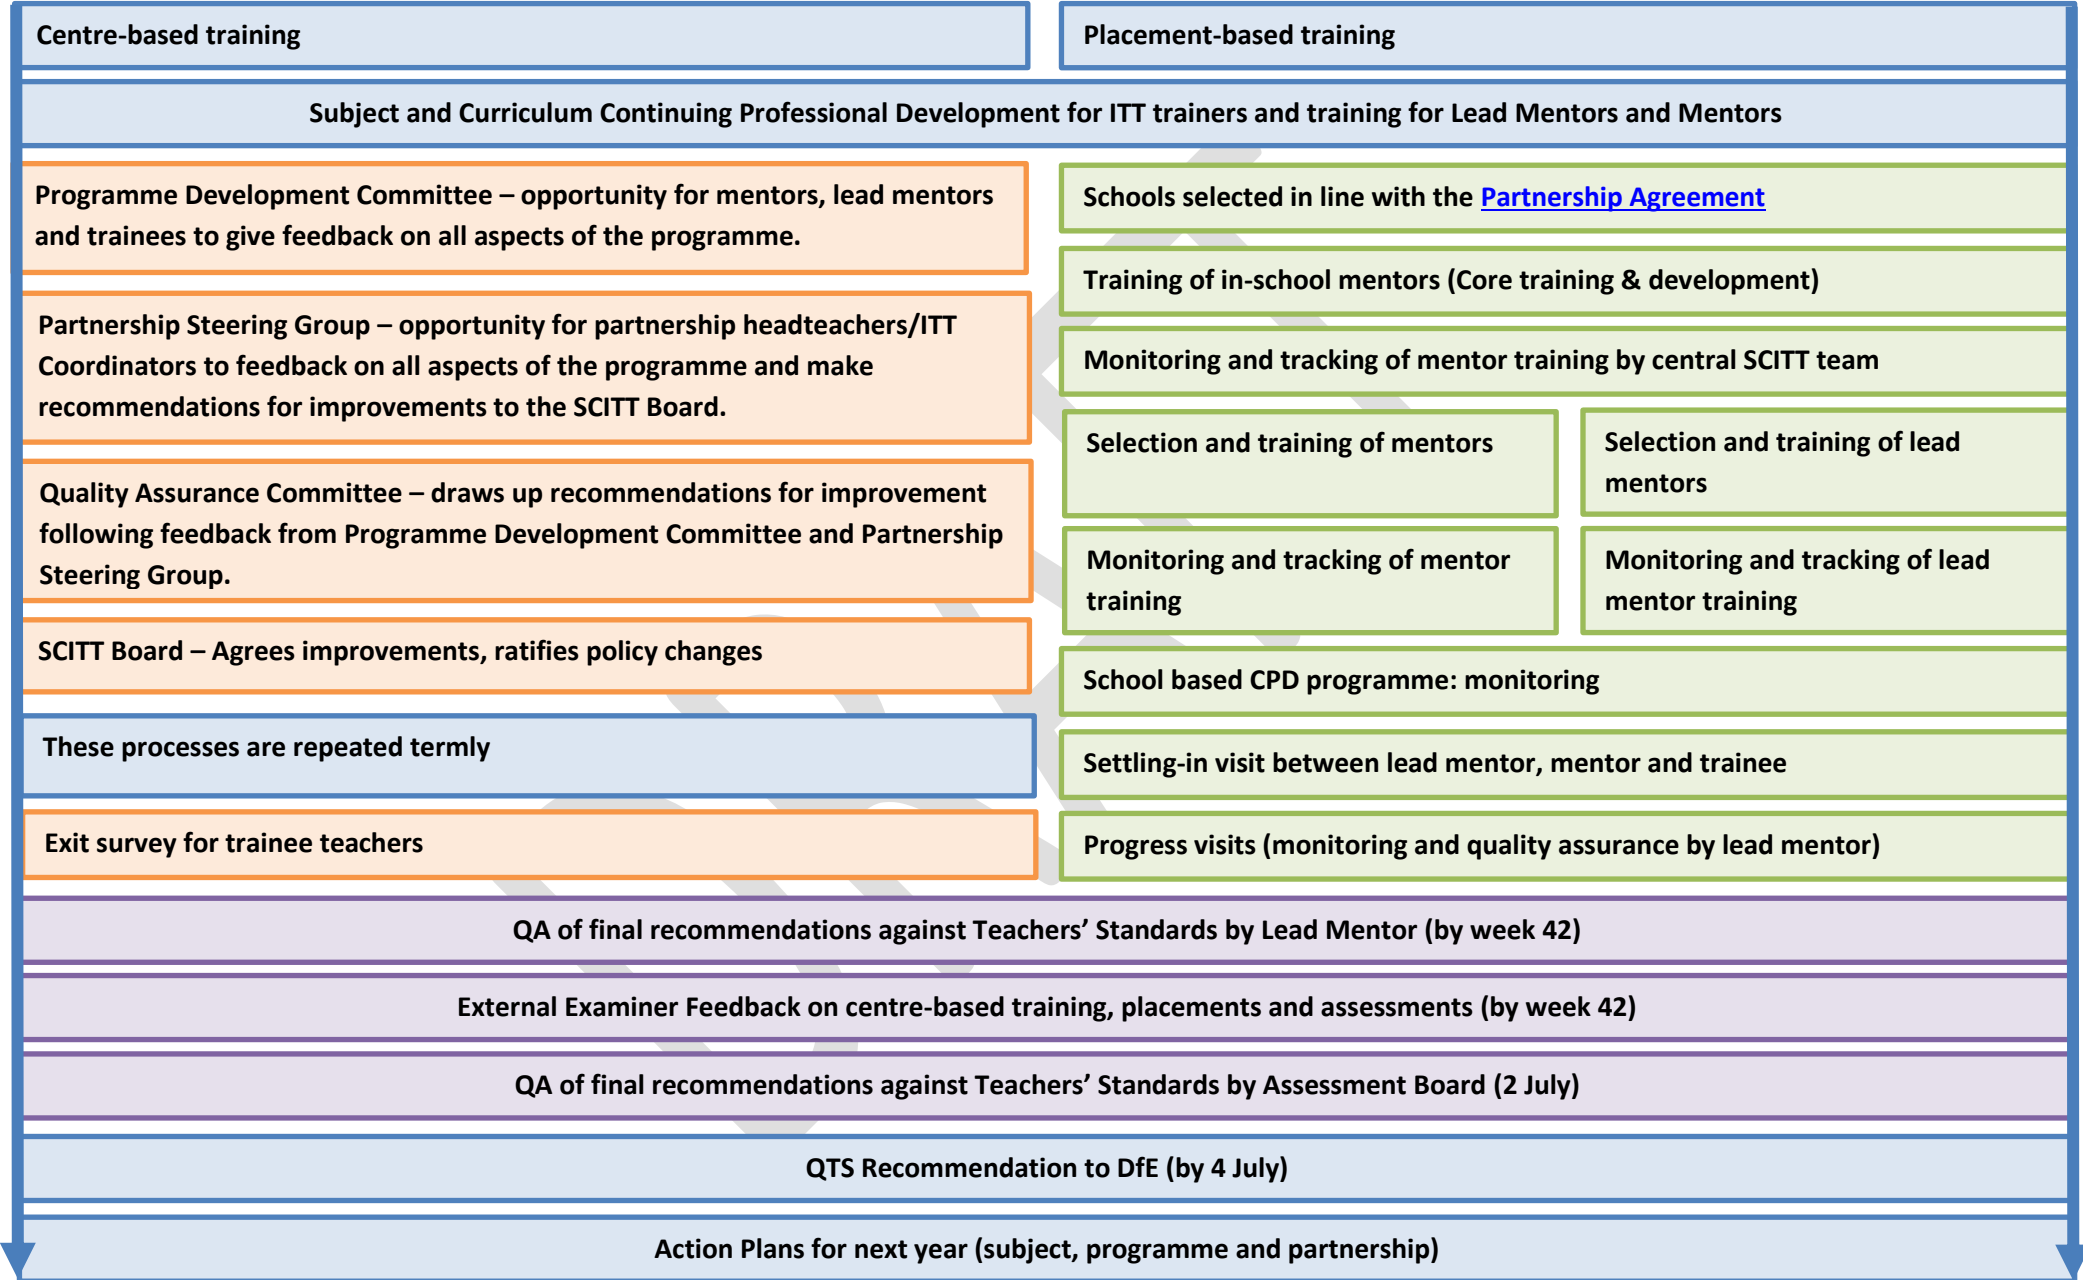 Centre-based training
Placement-based training
Subject and Curriculum Continuing Professional Development for ITT trainers and training for Lead Mentors and Mentors
Programme Development Committee – opportunity for mentors, lead mentors
and trainees to give feedback on all aspects of the programme.
Partnership Steering Group – opportunity for partnership headteachers/ITT
Coordinators to feedback on all aspects of the programme and make
recommendations for improvements to the SCITT Board.
Quality Assurance Committee – draws up recommendations for improvement
following feedback from Programme Development Committee and Partnership
Steering Group.
SCITT Board – Agrees improvements, ratifies policy changes
These processes are repeated termly
Exit survey for trainee teachers
Schools selected in line with the Partnership Agreement
Training of in-school mentors (Core training & development)
Monitoring and tracking of mentor training by central SCITT team
Selection and training of mentors
Selection and training of lead
mentors
Monitoring and tracking of mentor
training
Monitoring and tracking of lead
mentor training
School based CPD programme: monitoring
Settling-in visit between lead mentor, mentor and trainee
Progress visits (monitoring and quality assurance by lead mentor)
QA of final recommendations against Teachers’ Standards by Lead Mentor (by week 42)
External Examiner Feedback on centre-based training, placements and assessments (by week 42)
QA of final recommendations against Teachers’ Standards by Assessment Board (2 July)
QTS Recommendation to DfE (by 4 July)
Action Plans for next year (subject, programme and partnership)